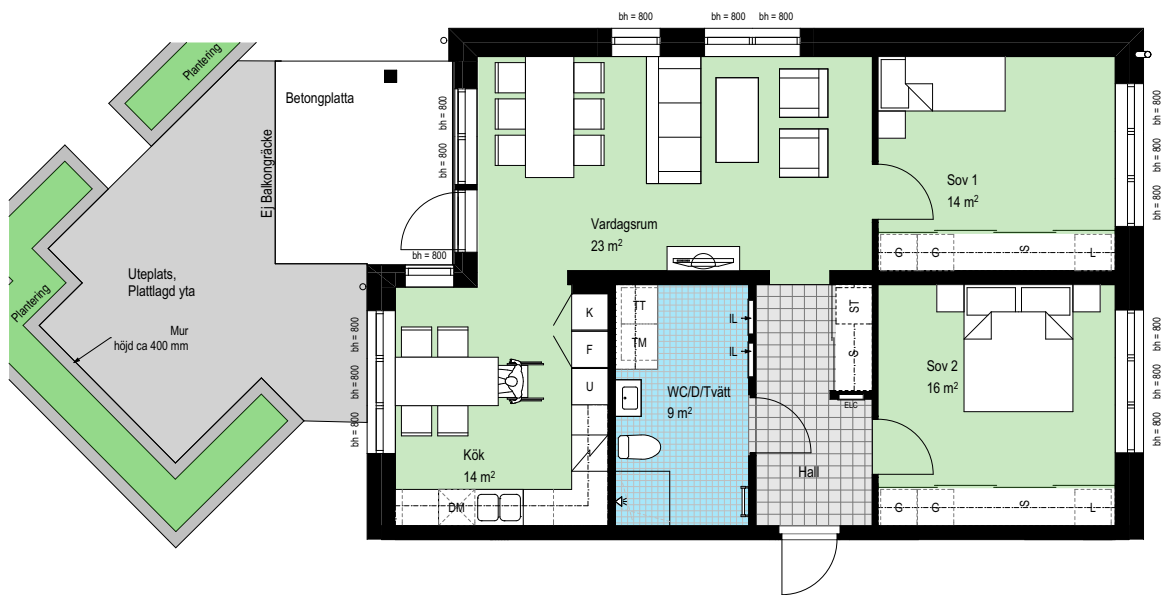 bh = 800
bh = 800
bh = 800
Plantering
Betongplatta
Ej Balkongräcke
bh = 800
bh = 800
bh = 800
bh = 800
bh = 800
bh = 800
Sov 1
14 m²
Vardagsrum
23 m²
G
G
S
L
bh = 800
Uteplats,
Plattlagd yta
Plantering
Mur
höjd ca 400 mm
bh = 800
bh = 800
bh = 800
K
F
U
TT
TM
IL
IL
ST
S
ELC
WC/D/Tvätt
9 m²
Sov 2
16 m²
bh = 800
bh = 800
bh = 800
Kök
14 m²
DM
Hall
G
G
S
L
Plantering